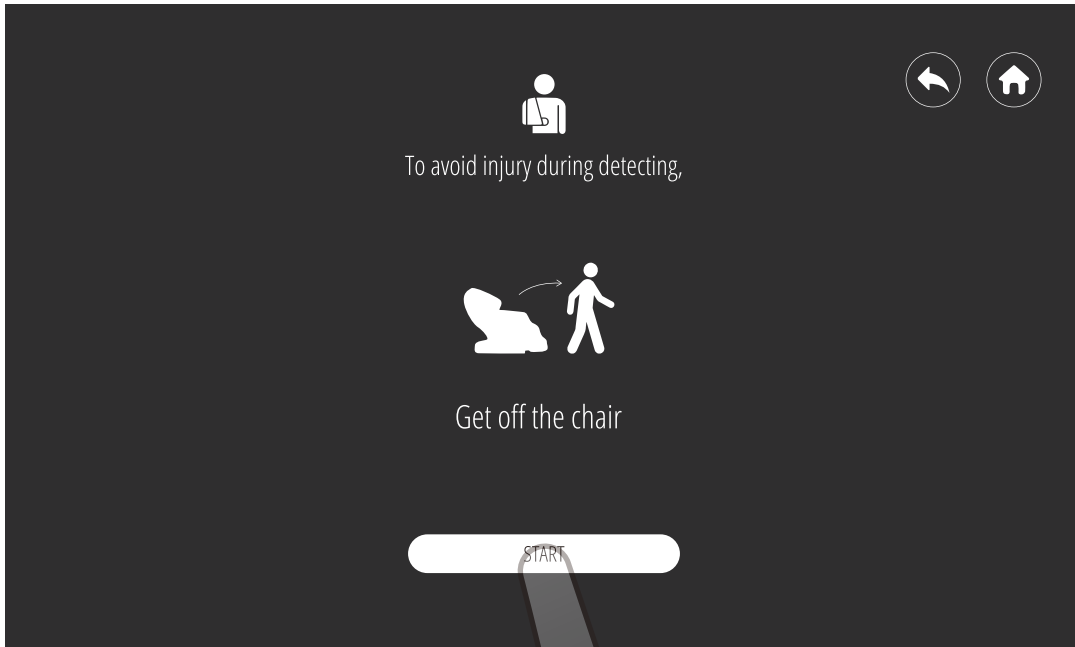 To avoid injury during detecting,
Get off the chair
START